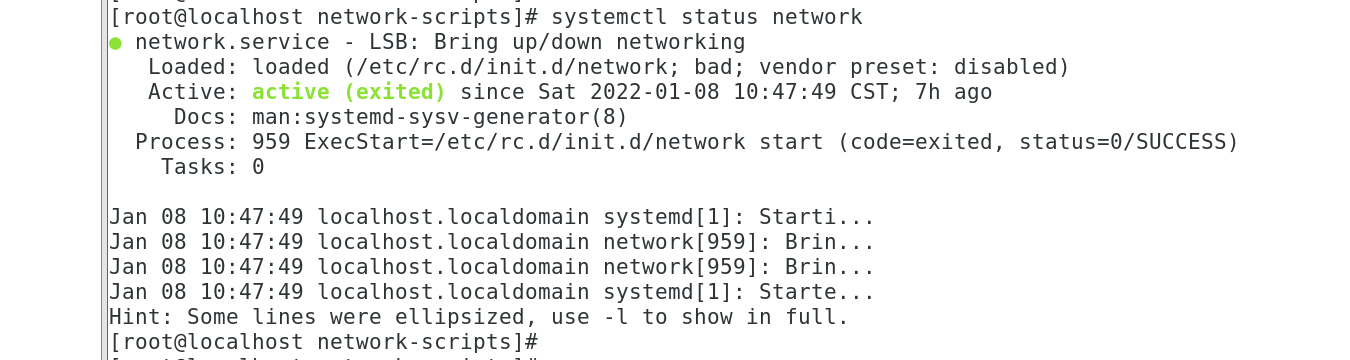 [root@localhost network-scripts]# systemctl status network
● network.service - LSB: Bring up/down networking
   Loaded: loaded (/etc/rc.d/init.d/network; bad; vendor preset: disabled)
   Active: active (exited) since Sat 2022-01-08 10:47:49 CST; 7h ago
     Docs: man:systemd-sysv-generator(8)
  Process: 959 ExecStart=/etc/rc.d/init.d/network start (code=exited, status=0/SUCCESS)
    Tasks: 0

Jan 08 10:47:49 localhost.localdomain systemd[1]: Starti...
Jan 08 10:47:49 localhost.localdomain network[959]: Brin...
Jan 08 10:47:49 localhost.localdomain network[959]: Brin...
Jan 08 10:47:49 localhost.localdomain systemd[1]: Starte...
Hint: Some lines were ellipsized, use -l to show in full.
[root@localhost network-scripts]#